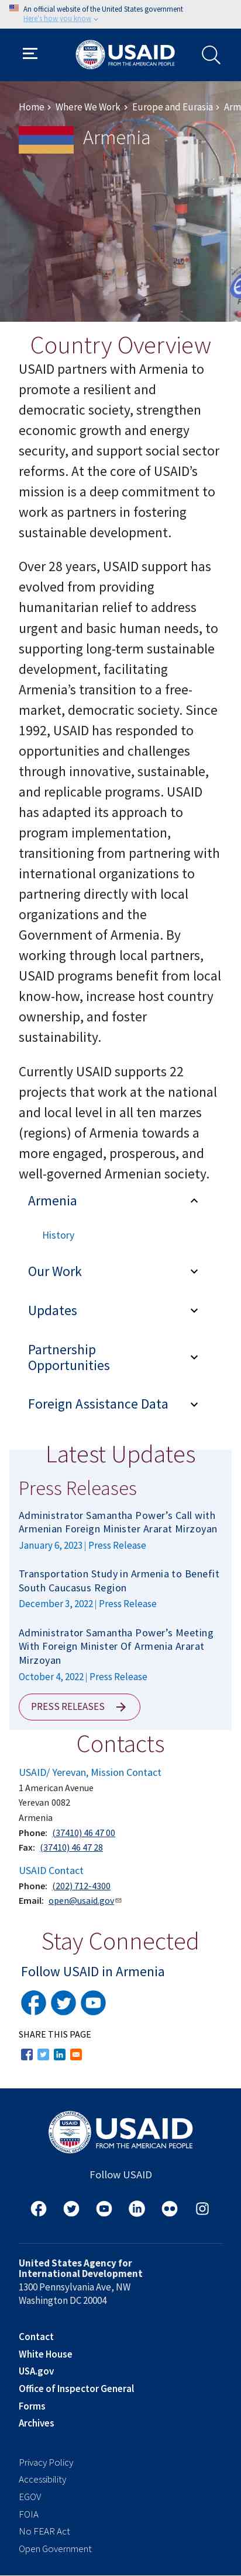 An official website of the United States government
Here's how you know
USAID
FROM THE AMERICAN PEOPLE
Home > Where We Work > Europe and Eurasia > Arm
Armenia
Country Overview
USAID partners with Armenia to
promote a resilient and
democratic society, strengthen
economic growth and energy
security, and support social sector
reforms. At the core of USAID's
mission is a deep commitment to
work as partners in fostering
sustainable development.
Over 28 years, USAID support has
evolved from providing
humanitarian relief to address
urgent and basic human needs, to
supporting long-term sustainable
development, facilitating
Armenia's transition to a free-
market, democratic society. Since
1992, USAID has responded to
opportunities and challenges
through innovative, sustainable,
and replicable programs. USAID
has adapted its approach to
program implementation,
transitioning from partnering with
international organizations to
partnering directly with local
organizations and the
Government of Armenia. By
working through local partners,
USAID programs benefit from local
know-how, increase host country
ownership, and foster
sustainability.
Currently USAID supports 22
projects that work at the national
and local level in all ten marzes
(regions) of Armenia to promote
a more engaged, prosperous, and
well-governed Armenian society.
Armenia
History
Our Work
Updates
Partnership
Opportunities
Foreign Assistance Data
Latest Updates
Press Releases
Administrator Samantha Power's Call with
Armenian Foreign Minister Ararat Mirzoyan
January 6, 2023 | Press Release
Transportation Study in Armenia to Benefit
South Caucasus Region
December 3, 2022 | Press Release
Administrator Samantha Power's Meeting
With Foreign Minister Of Armenia Ararat
Mirzoyan
October 4, 2022 | Press Release
PRESS RELEASES
Contacts
USAID/ Yerevan, Mission Contact
1 American Avenue
Yerevan 0082
Armenia
Phone: (37410) 46 47 00
Fax: (37410) 46 47 28
USAID Contact
Phone: (202) 712-4300
Email: open@usaid.gov
Stay Connected
Follow USAID in Armenia
SHARE THIS PAGE
USAID
FROM THE AMERICAN PEOPLE
Follow USAID
United States Agency for
International Development
1300 Pennsylvania Ave, NW
Washington DC 20004
Contact
White House
USA.gov
Office of Inspector General
Forms
Archives
Privacy Policy
Accessibility
EGOV
FOIA
No FEAR Act
Open Government